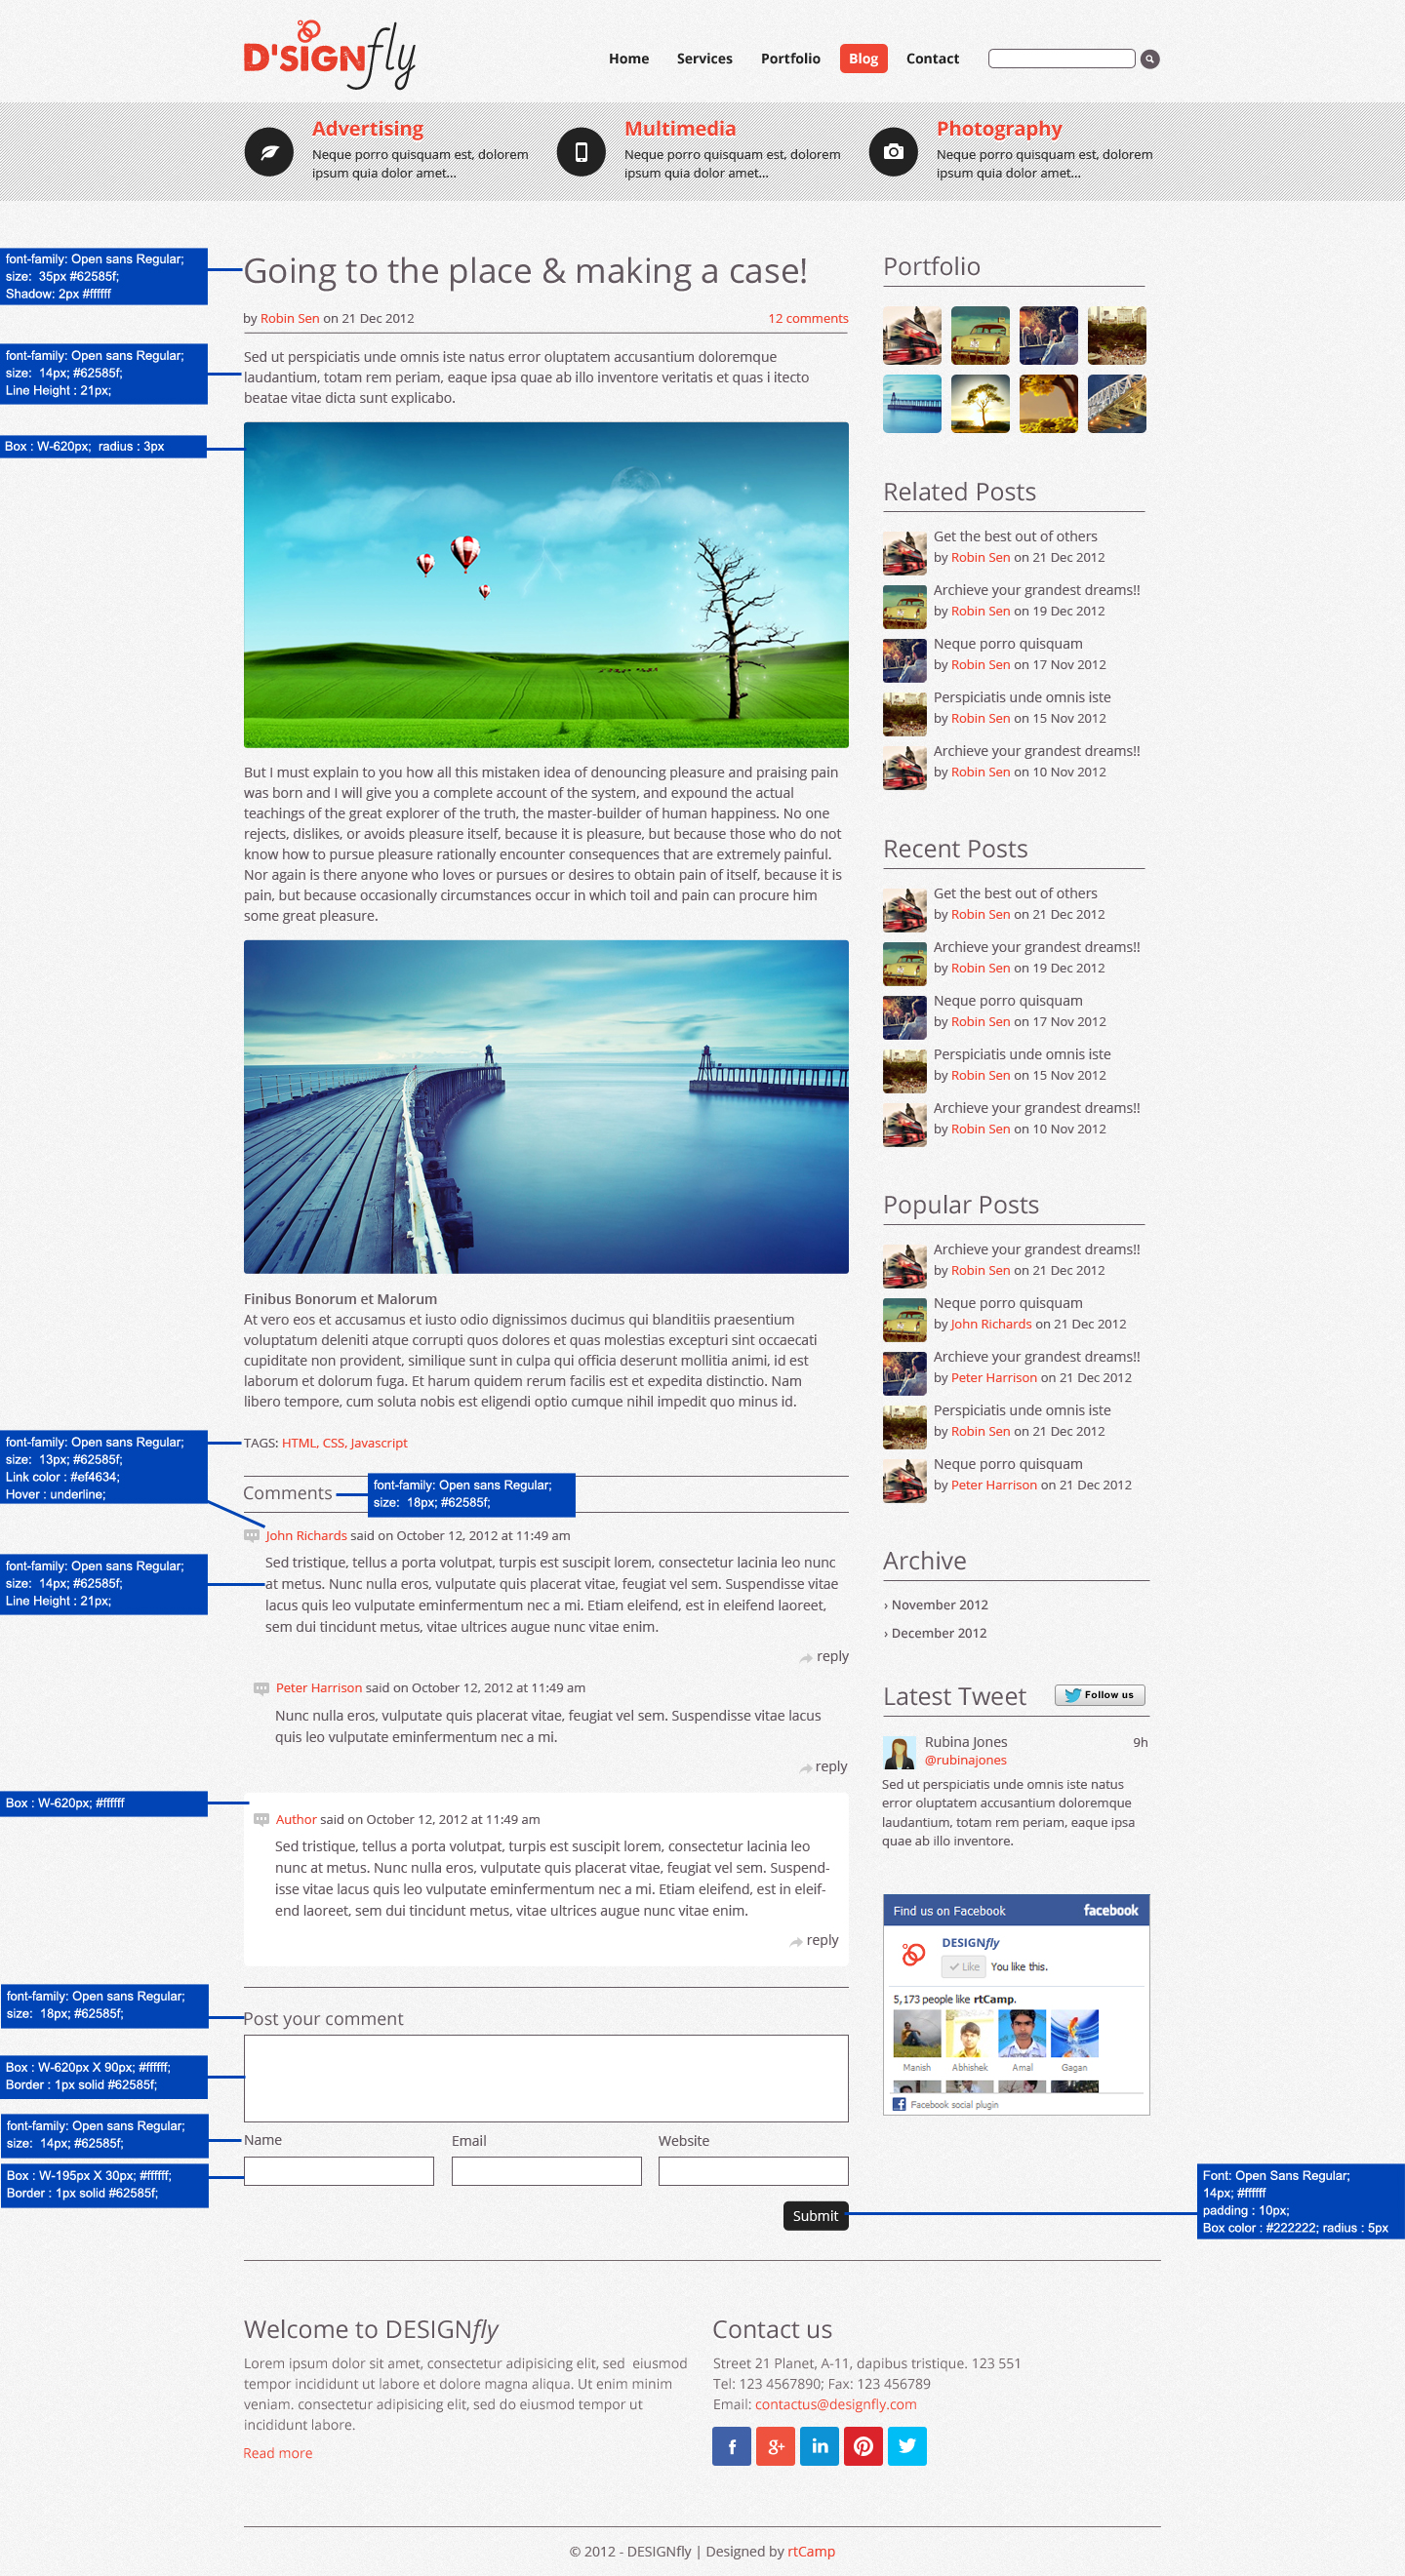 D'SIGNfly
Home Services Portfolio Blog Contact
Advertising
Neque porro quisquam est, dolorem
ipsum quia dolor amet...
Multimedia
Neque porro quisquam est, dolorem
ipsum quia dolor amet...
Photography
Neque porro quisquam est, dolorem
ipsum quia dolor amet...
font-family: Open sans Regular;
size: 35px #62585f;
Shadow: 2px #ffffff
Going to the place & making a case!
by Robin Sen on 21 Dec 2012
12 comments
font-family: Open sans Regular;
size: 14px; #62585f;
Line Height : 21px;
Sed ut perspiciatis unde omnis iste natus error oluptatem accusantium doloremque
laudantium, totam rem periam, eaque ipsa quae ab illo inventore veritatis et quas i itecto
beatae vitae dicta sunt explicabo.
Box : W-620px; radius : 3px
But I must explain to you how all this mistaken idea of denouncing pleasure and praising pain
was born and I will give you a complete account of the system, and expound the actual
teachings of the great explorer of the truth, the master-builder of human happiness. No one
rejects, dislikes, or avoids pleasure itself, because it is pleasure, but because those who do not
know how to pursue pleasure rationally encounter consequences that are extremely painful.
Nor again is there anyone who loves or pursues or desires to obtain pain of itself, because it is
pain, but because occasionally circumstances occur in which toil and pain can procure him
some great pleasure.
Finibus Bonorum et Malorum
At vero eos et accusamus et iusto odio dignissimos ducimus qui blanditiis praesentium
voluptatum deleniti atque corrupti quos dolores et quas molestias excepturi sint occaecati
cupiditate non provident, similique sunt in culpa qui officia deserunt mollitia animi, id est
laborum et dolorum fuga. Et harum quidem rerum facilis est et expedita distinctio. Nam
libero tempore, cum soluta nobis est eligendi optio cumque nihil impedit quo minus id.
font-family: Open sans Regular;
size: 13px; #62585f;
Link color : #ef4634;
Hover : underline;
TAGS: HTML, CSS, Javascript
Comments
font-family: Open sans Regular;
size: 18px; #62585f;
John Richards said on October 12, 2012 at 11:49 am
font-family: Open sans Regular;
size: 14px; #62585f;
Line Height : 21px;
Sed tristique, tellus a porta volutpat, turpis est suscipit lorem, consectetur lacinia leo nunc
at metus. Nunc nulla eros, vulputate quis placerat vitae, feugiat vel sem. Suspendisse vitae
lacus quis leo vulputate eminfermentum nec a mi. Etiam eleifend, est in eleifend laoreet,
sem dui tincidunt metus, vitae ultrices augue nunc vitae enim.
reply
Peter Harrison said on October 12, 2012 at 11:49 am
Nunc nulla eros, vulputate quis placerat vitae, feugiat vel sem. Suspendisse vitae lacus
quis leo vulputate eminfermentum nec a mi.
reply
Box : W-620px; #ffffff
Author said on October 12, 2012 at 11:49 am
Sed tristique, tellus a porta volutpat, turpis est suscipit lorem, consectetur lacinia leo
nunc at metus. Nunc nulla eros, vulputate quis placerat vitae, feugiat vel sem. Suspend-
isse vitae lacus quis leo vulputate eminfermentum nec a mi. Etiam eleifend, est in eleif-
end laoreet, sem dui tincidunt metus, vitae ultrices augue nunc vitae enim.
reply
font-family: Open sans Regular;
size: 18px; #62585f;
Post your comment
Box : W-620px X 90px; #ffffff;
Border : 1px solid #62585f;
font-family: Open sans Regular;
size: 14px; #62585f;
Name Email Website
Box : W-195px X 30px; #ffffff;
Border : 1px solid #62585f;
Submit
Font: Open Sans Regular;
14px; #ffffff
padding : 10px;
Box color : #222222; radius : 5px
Portfolio
Related Posts
Get the best out of others
by Robin Sen on 21 Dec 2012
Archieve your grandest dreams!!
by Robin Sen on 19 Dec 2012
Neque porro quisquam
by Robin Sen on 17 Nov 2012
Perspiciatis unde omnis iste
by Robin Sen on 15 Nov 2012
Archieve your grandest dreams!!
by Robin Sen on 10 Nov 2012
Recent Posts
Get the best out of others
by Robin Sen on 21 Dec 2012
Archieve your grandest dreams!!
by Robin Sen on 19 Dec 2012
Neque porro quisquam
by Robin Sen on 17 Nov 2012
Perspiciatis unde omnis iste
by Robin Sen on 15 Nov 2012
Archieve your grandest dreams!!
by Robin Sen on 10 Nov 2012
Popular Posts
Archieve your grandest dreams!!
by Robin Sen on 21 Dec 2012
Neque porro quisquam
by John Richards on 21 Dec 2012
Archieve your grandest dreams!!
by Peter Harrison on 21 Dec 2012
Perspiciatis unde omnis iste
by Robin Sen on 21 Dec 2012
Neque porro quisquam
by Peter Harrison on 21 Dec 2012
Archive
› November 2012
› December 2012
Latest Tweet
Follow us
Rubina Jones 9h
@rubinajones
Sed ut perspiciatis unde omnis iste natus
error oluptatem accusantium doloremque
laudantium, totam rem periam, eaque ipsa
quae ab illo inventore.
Find us on Facebook facebook
DESIGNfly
Like You like this.
5,173 people like rtCamp.
Manish Abhishek Amal Gagan
Facebook social plugin
Welcome to DESIGNfly
Lorem ipsum dolor sit amet, consectetur adipisicing elit, sed eiusmod
tempor incididunt ut labore et dolore magna aliqua. Ut enim minim
veniam. consectetur adipisicing elit, sed do eiusmod tempor ut
incididunt labore.
Read more
Contact us
Street 21 Planet, A-11, dapibus tristique. 123 551
Tel: 123 4567890; Fax: 123 456789
Email: contactus@designfly.com
© 2012 - DESIGNfly | Designed by rtCamp